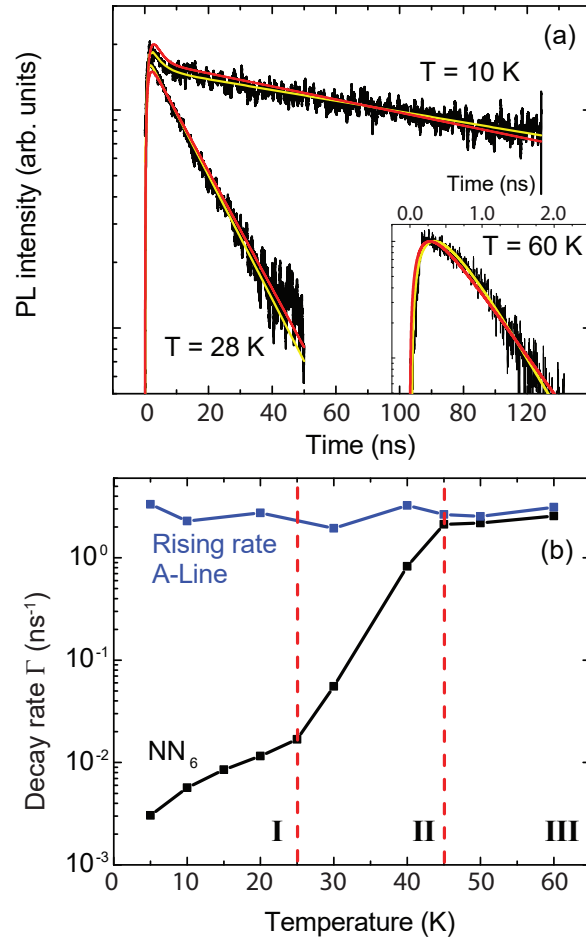 (a)
T = 10 K
Time (ns)
0.0 1.0 2.0
T = 60 K
T = 28 K
PL intensity (arb. units)
0 20 40 60 80 100 120
Time (ns)
(b)
Rising rate
A-Line
NN₆
I II III
Decay rate Γ (ns⁻¹)
10⁰
10⁻¹
10⁻²
10⁻³
0 10 20 30 40 50 60
Temperature (K)